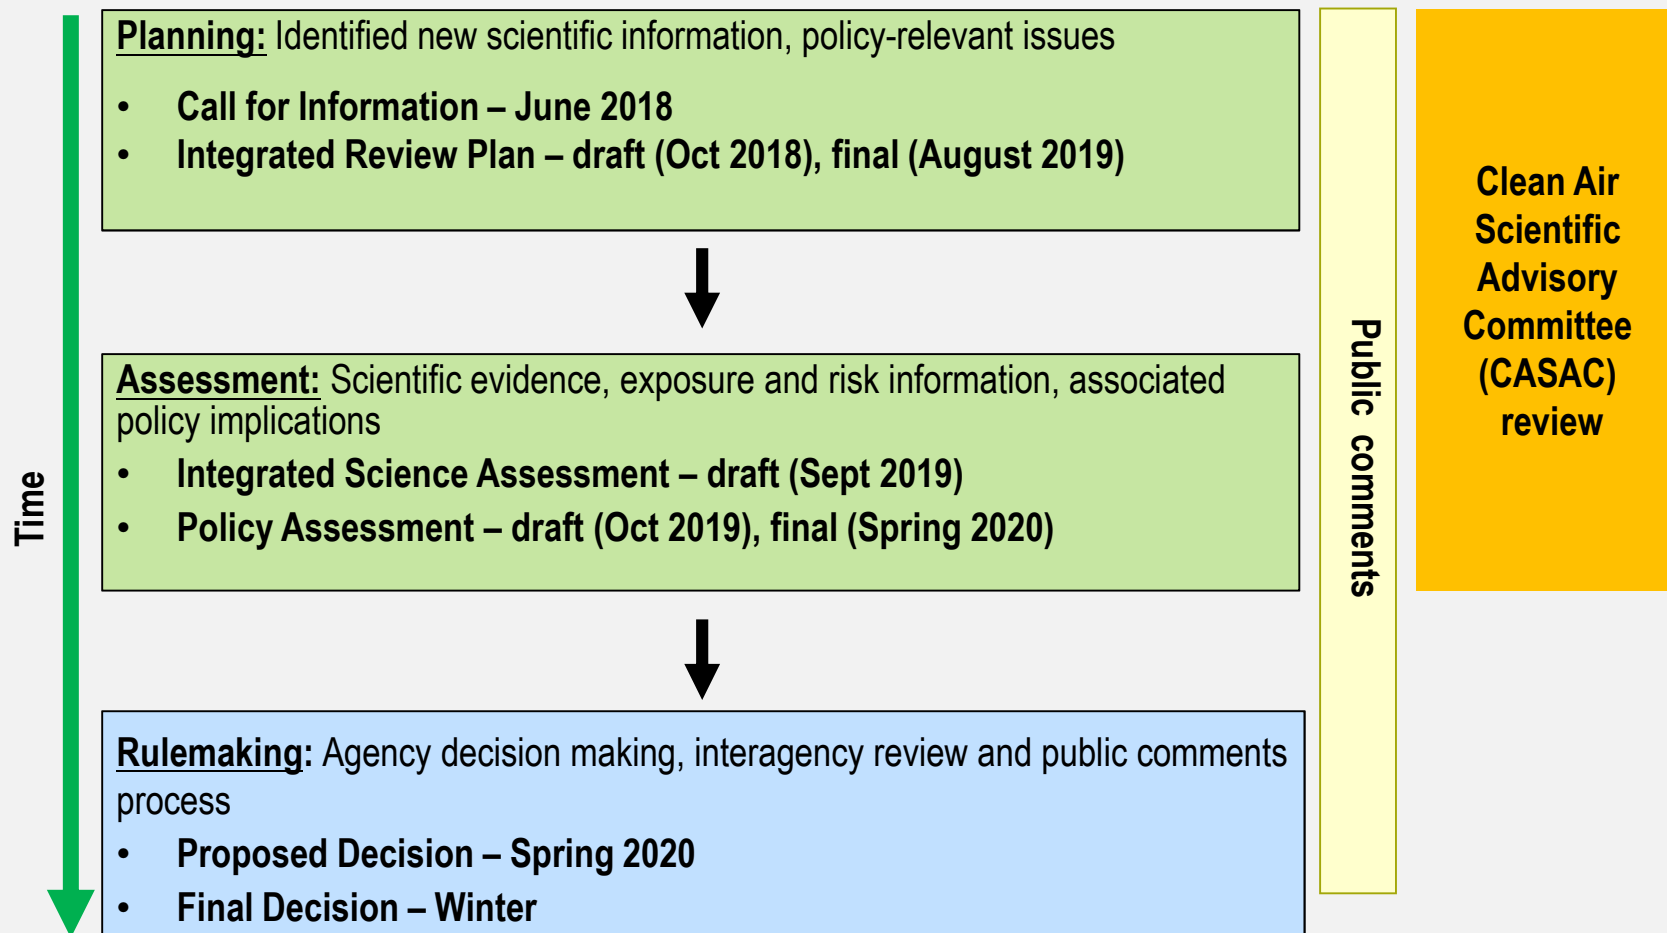 Planning: Identified new scientific information, policy-relevant issues
• Call for Information – June 2018
• Integrated Review Plan – draft (Oct 2018), final (August 2019)
Assessment: Scientific evidence, exposure and risk information, associated
policy implications
• Integrated Science Assessment – draft (Sept 2019)
• Policy Assessment – draft (Oct 2019), final (Spring 2020)
Rulemaking: Agency decision making, interagency review and public comments
process
• Proposed Decision – Spring 2020
• Final Decision – Winter
Time
Public comments
Clean Air
Scientific
Advisory
Committee
(CASAC)
review